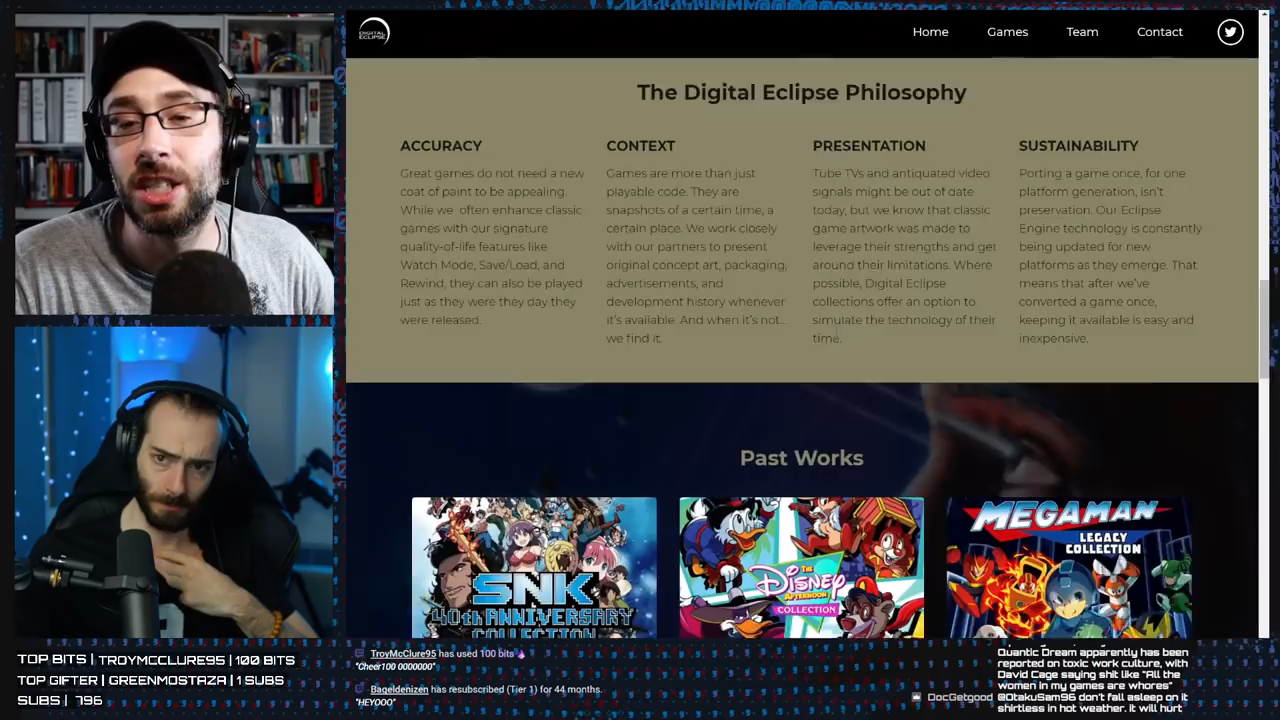 DIGITAL
ECLIPSE
Home
Games
Team
Contact
The Digital Eclipse Philosophy
ACCURACY
Great games do not need a new
coat of paint to be appealing.
While we often enhance classic
games with our signature
quality-of-life features like
Watch Mode, Save/Load, and
Rewind, they can also be played
just as they were they day they
were released.
CONTEXT
Games are more than just
playable code. They are
snapshots of a certain time, a
certain place. We work closely
with our partners to present
original concept art, packaging,
advertisements, and
development history whenever
it's available. And when it's not...
we find it.
PRESENTATION
Tube TVs and antiquated video
signals might be out of date
today, but we know that classic
game artwork was made to
leverage their strengths and get
around their limitations. Where
possible, Digital Eclipse
collections offer an option to
simulate the technology of their
time.
SUSTAINABILITY
Porting a game once, for one
platform generation, isn't
preservation. Our Eclipse
Engine technology is constantly
being updated for new
platforms as they emerge. That
means that after we've
converted a game once,
keeping it available is easy and
inexpensive.
Past Works
SNK
40th ANNIVERSARY
COLLECTION
THE
Disney
AFTERNOON
COLLECTION
MEGAMAN
LEGACY
COLLECTION
TOP BITS | TROYMCCLURE95 | 100 BITS
TOP GIFTER | GREENMOSTAZA | 1 SUBS
SUBS | 796
TroyMcClure95 has used 100 bits
"Cheer100 0000000"
Bageldenizen has resubscribed (Tier 1) for 44 months.
"HEYOOO"
Quantic Dream apparently has been
reported on toxic work culture, with
David Cage saying shit like "All the
women in my games are whores"
DocGetgood
@OtakuSam96 don't fall asleep on it
shirtless in hot weather. it will hurt